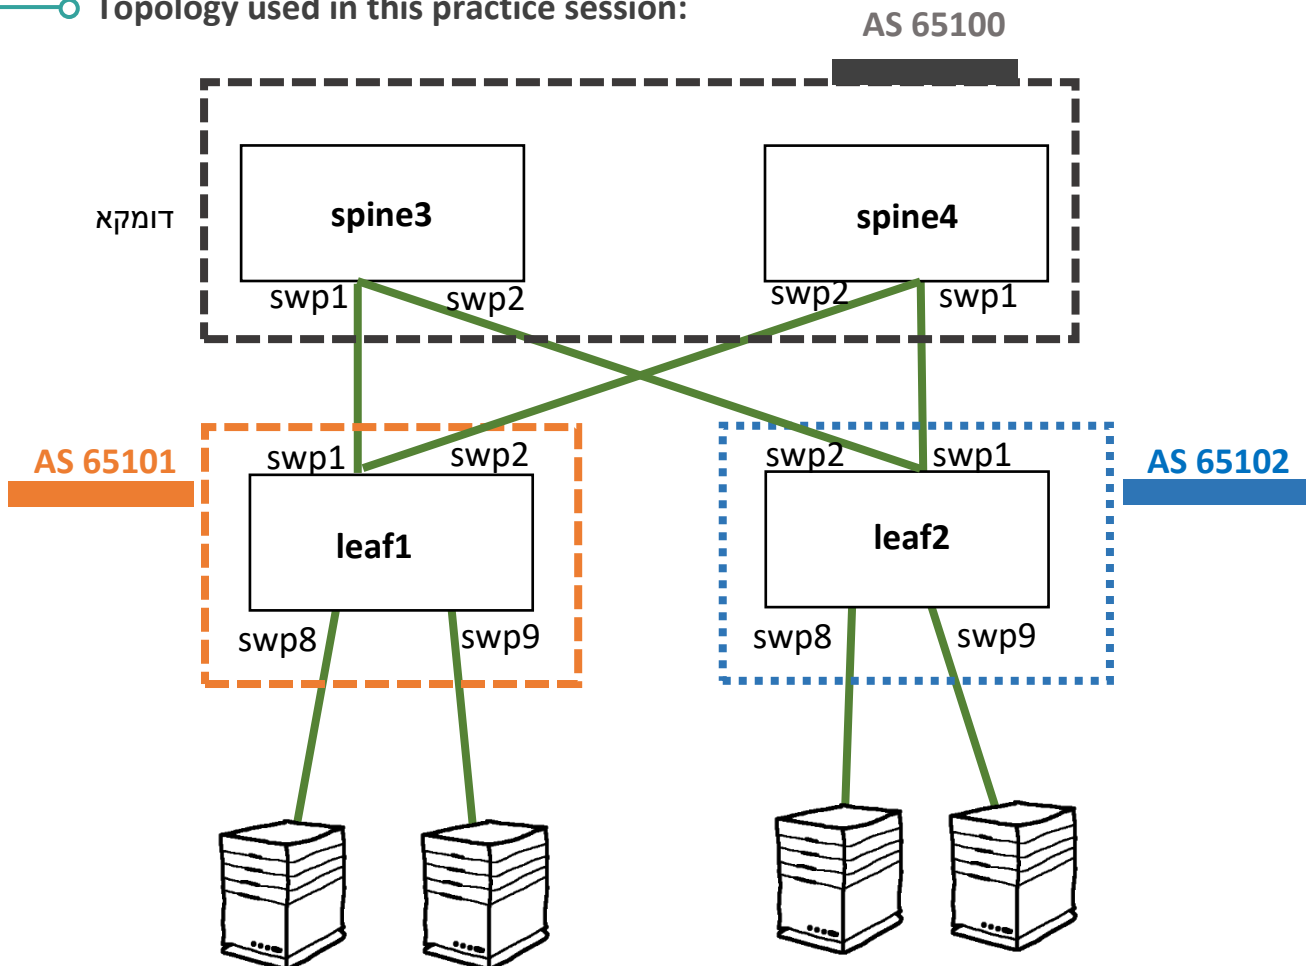 Topology used in this practice session:
AS 65100
spine3
spine4
דומקא
swp1
swp2
swp2
swp1
AS 65101
swp1
swp2
swp2
swp1
AS 65102
leaf1
leaf2
swp8
swp9
swp8
swp9